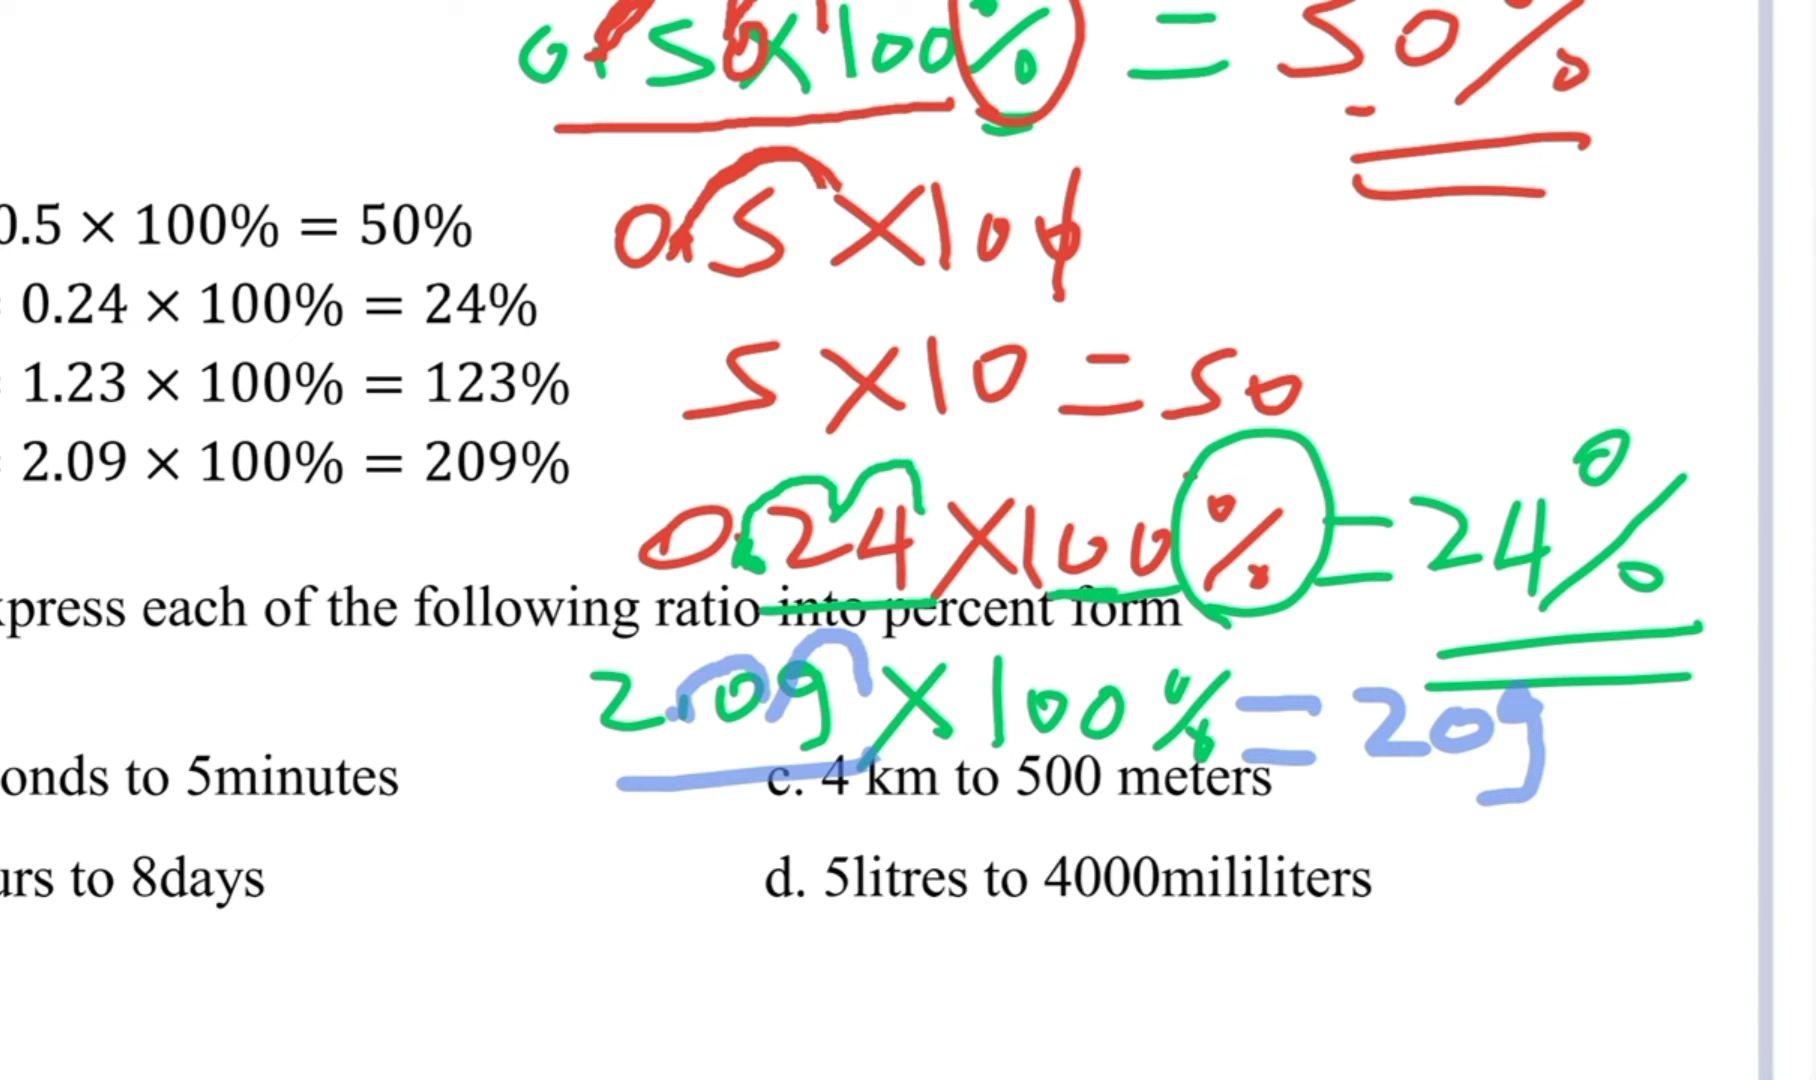 0.50×100% = 50%
0.5 × 100% = 50%
0.5 ×100
= 0.24 × 100% = 24%
5 ×10 = 50
= 1.23 × 100% = 123%
= 2.09 × 100% = 209%
0.24 ×100% = 24%
xpress each of the following ratio into percent form
2.09 × 100% = 209
onds to 5minutes
c. 4 km to 500 meters
urs to 8days
d. 5litres to 4000mililiters